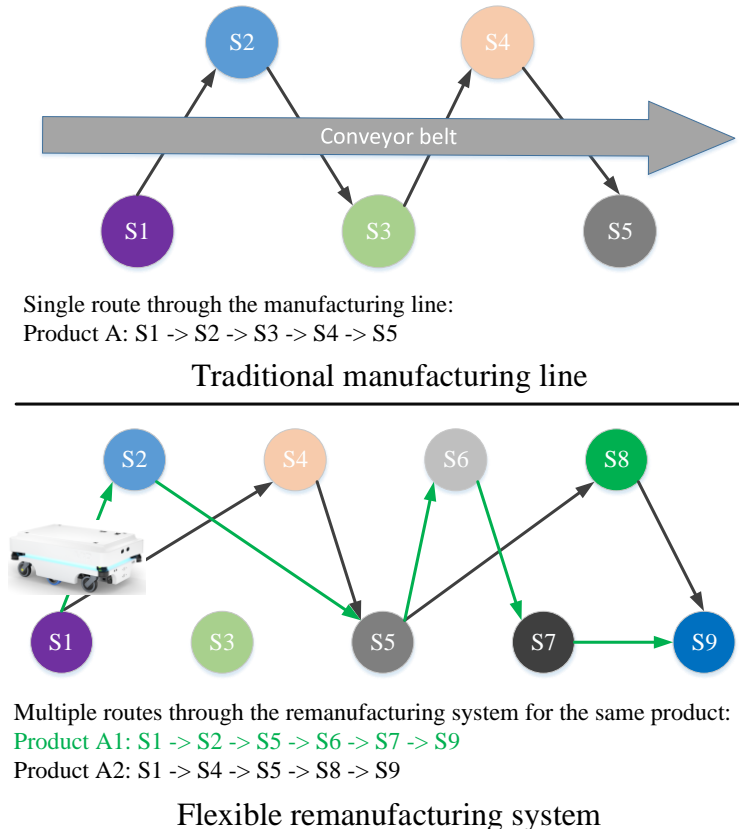 S2
S4
Conveyor belt
S1
S3
S5
Single route through the manufacturing line:
Product A: S1 -> S2 -> S3 -> S4 -> S5
Traditional manufacturing line
S2
S4
S6
S8
S1
S3
S5
S7
S9
Multiple routes through the remanufacturing system for the same product:
Product A1: S1 -> S2 -> S5 -> S6 -> S7 -> S9
Product A2: S1 -> S4 -> S5 -> S8 -> S9
Flexible remanufacturing system